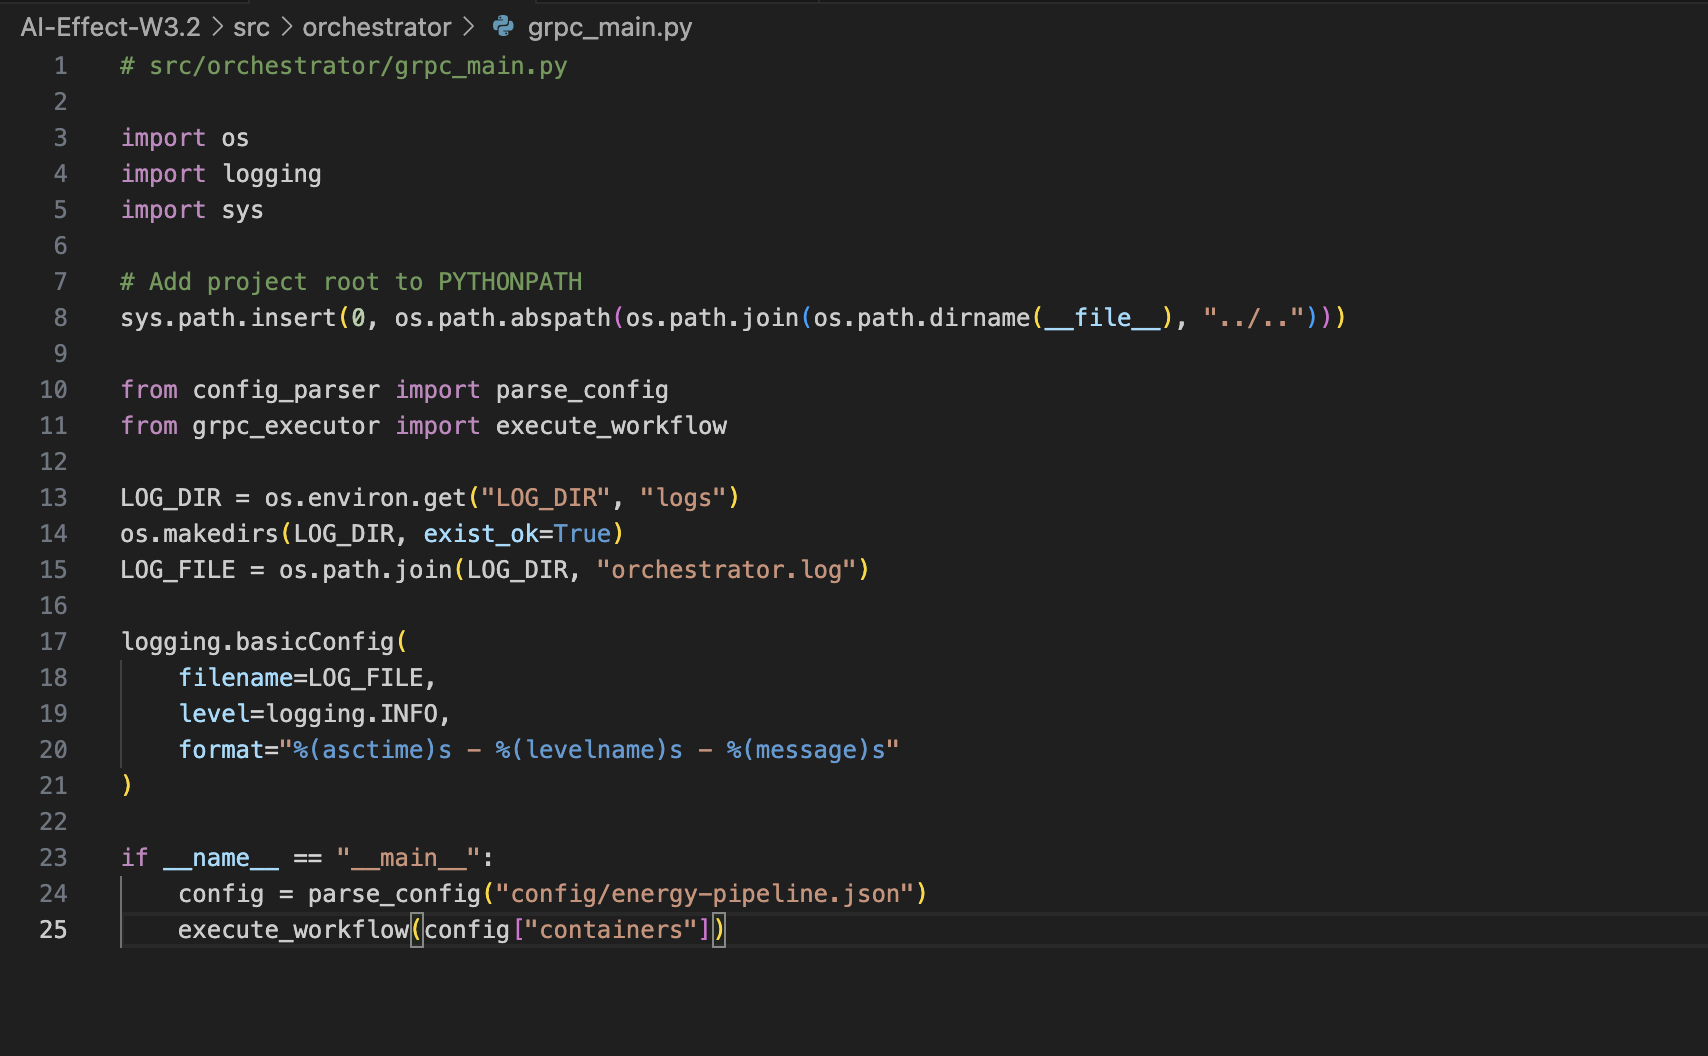 AI-Effect-W3.2 > src > orchestrator > grpc_main.py
1 # src/orchestrator/grpc_main.py
2
3 import os
4 import logging
5 import sys
6
7 # Add project root to PYTHONPATH
8 sys.path.insert(0, os.path.abspath(os.path.join(os.path.dirname(__file__), "../..")))
9
10 from config_parser import parse_config
11 from grpc_executor import execute_workflow
12
13 LOG_DIR = os.environ.get("LOG_DIR", "logs")
14 os.makedirs(LOG_DIR, exist_ok=True)
15 LOG_FILE = os.path.join(LOG_DIR, "orchestrator.log")
16
17 logging.basicConfig(
18     filename=LOG_FILE,
19     level=logging.INFO,
20     format="%(asctime)s - %(levelname)s - %(message)s"
21 )
22
23 if __name__ == "__main__":
24     config = parse_config("config/energy-pipeline.json")
25     execute_workflow(config["containers"])